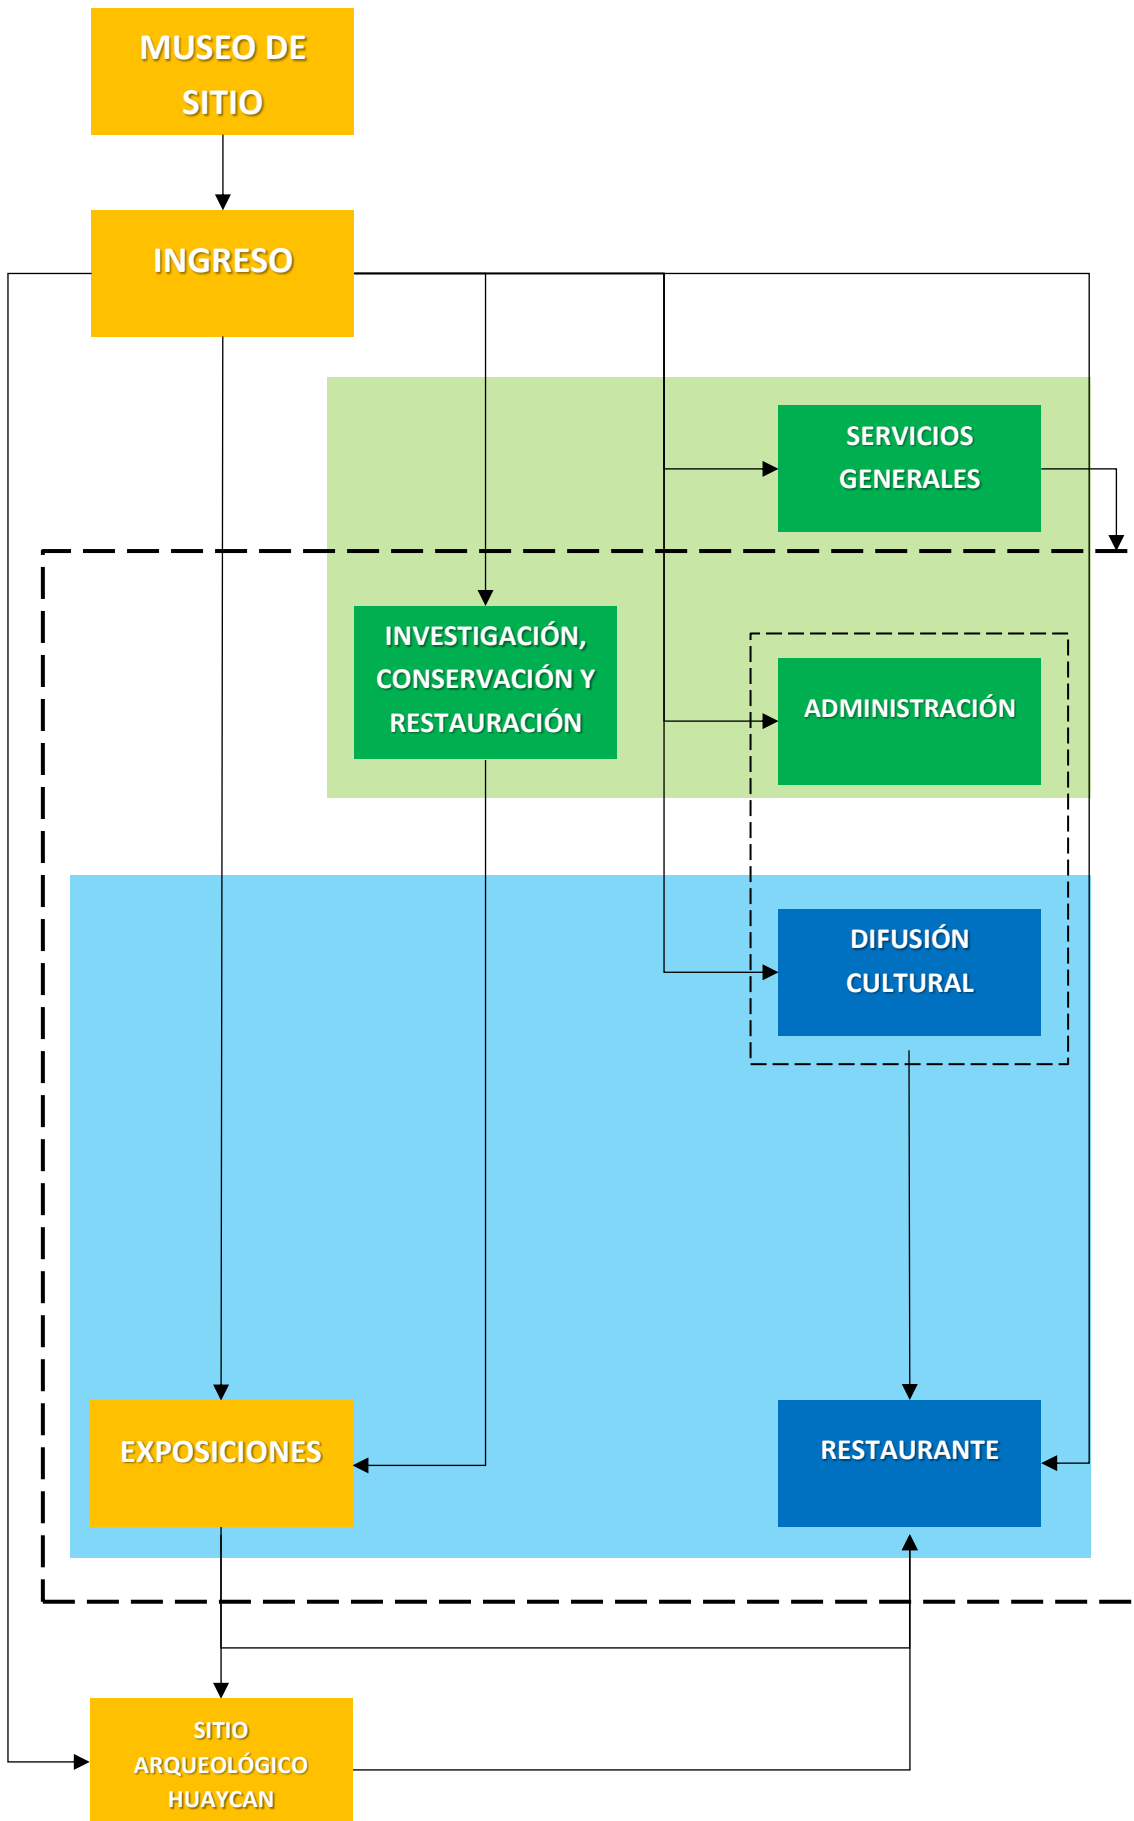 MUSEO DE
SITIO
INGRESO
SERVICIOS
GENERALES
INVESTIGACIÓN,
CONSERVACIÓN Y
RESTAURACIÓN
ADMINISTRACIÓN
DIFUSIÓN
CULTURAL
EXPOSICIONES
RESTAURANTE
SITIO
ARQUEOLÓGICO
HUAYCAN